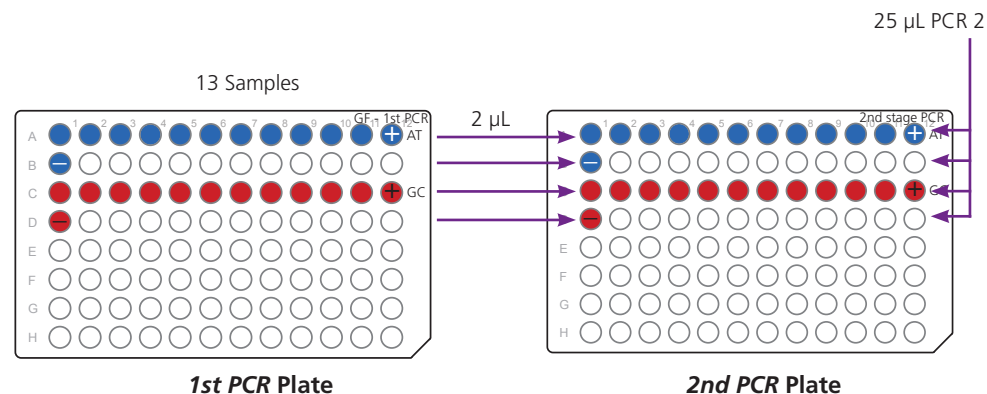 25 µL PCR 2
13 Samples
2 µL
GF - 1st PCR
1 2 3 4 5 6 7 8 9 10 11 12
A + AT
B −
C + GC
D −
E
F
G
H
1st PCR Plate
2nd stage PCR
1 2 3 4 5 6 7 8 9 10 11 12
A + AT
B −
C + GC
D −
E
F
G
H
2nd PCR Plate